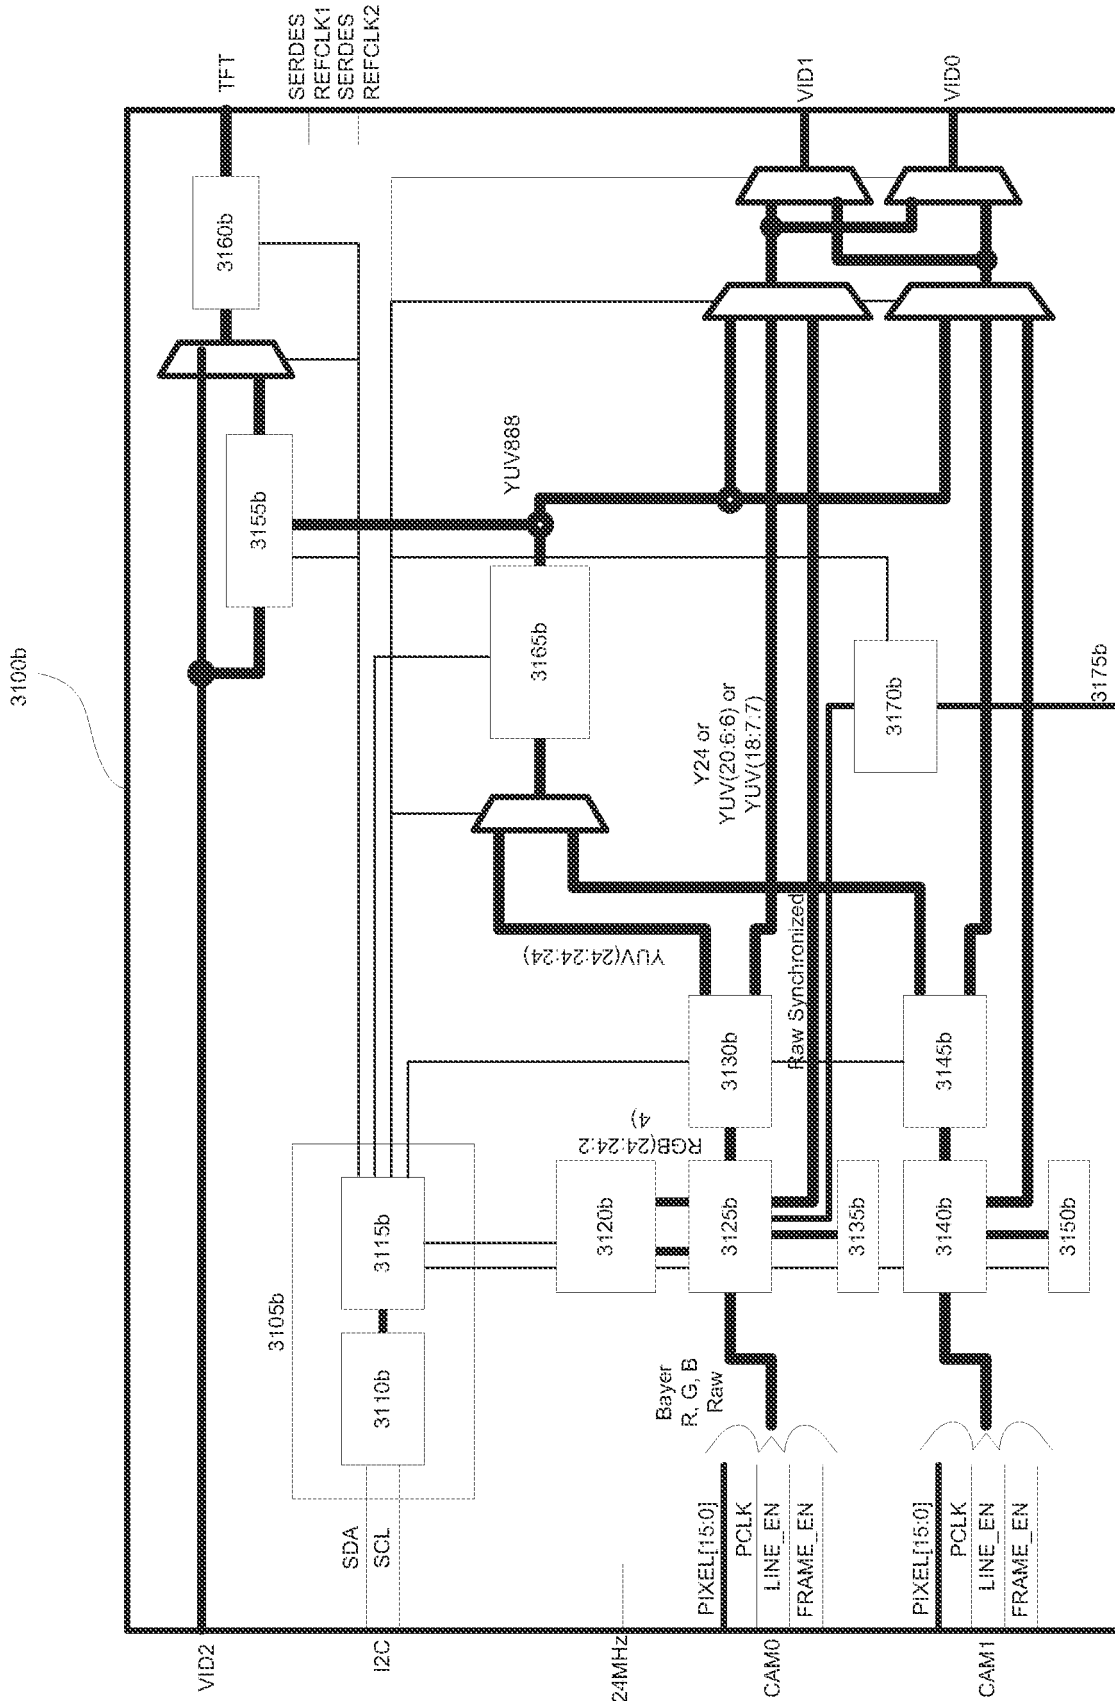 3100b
TFT
SERDES
REFCLK1
SERDES
REFCLK2
VID1
VID0
3160b
3155b
YUV888
3165b
3170b
3175b
Y24 or
YUV(20:6:6) or
YUV(18:7:7)
YUV(24:24:24)
Raw Synchronized
3130b
3145b
RGB(24:24:2
4)
3105b
3115b
3110b
3120b
3125b
3135b
3140b
3150b
Bayer
R, G, B
Raw
SDA
SCL
PIXEL[15:0]
PCLK
LINE_EN
FRAME_EN
PIXEL[15:0]
PCLK
LINE_EN
FRAME_EN
VID2
I2C
24MHz
CAM0
CAM1